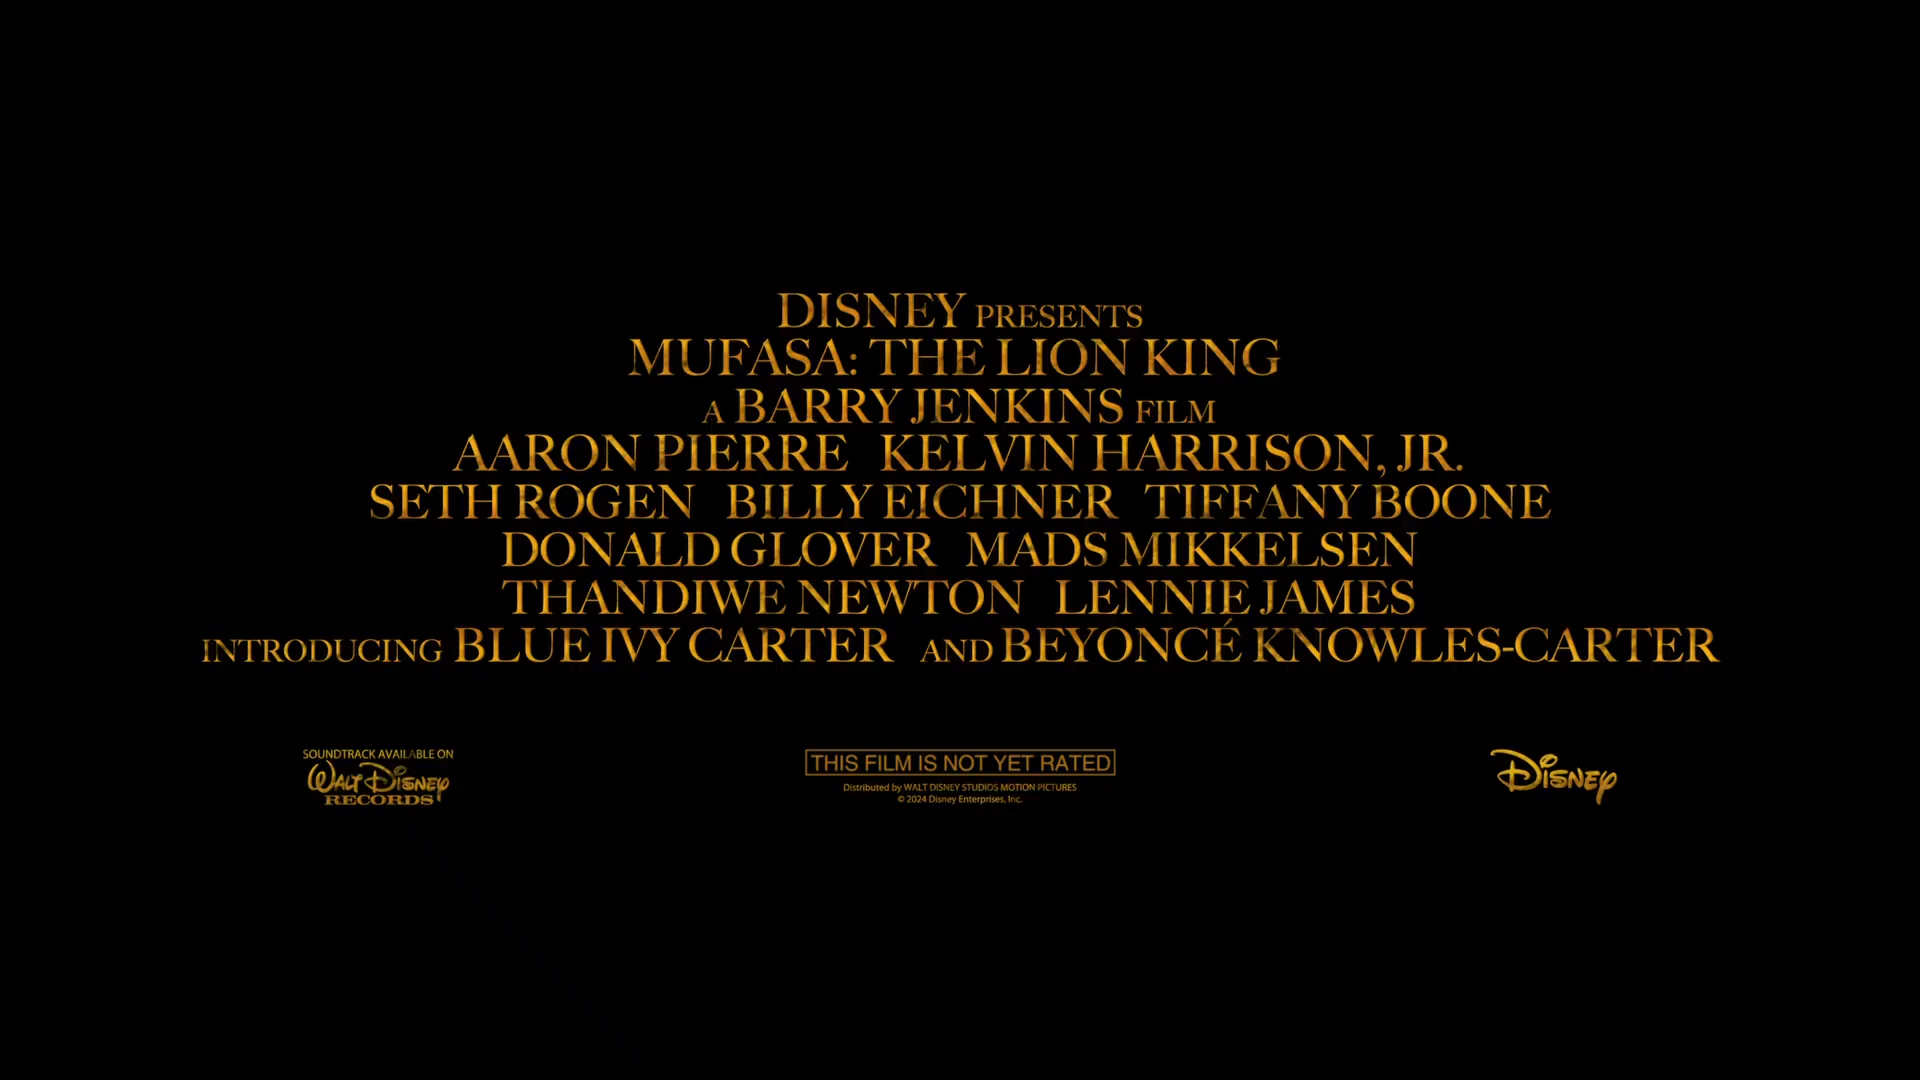 DISNEY PRESENTS
MUFASA: THE LION KING
A BARRY JENKINS FILM
AARON PIERRE KELVIN HARRISON, JR.
SETH ROGEN BILLY EICHNER TIFFANY BOONE
DONALD GLOVER MADS MIKKELSEN
THANDIWE NEWTON LENNIE JAMES
INTRODUCING BLUE IVY CARTER AND BEYONCÉ KNOWLES-CARTER
SOUNDTRACK AVAILABLE ON
WALT DISNEY
RECORDS
THIS FILM IS NOT YET RATED
Distributed by WALT DISNEY STUDIOS MOTION PICTURES
© 2024 Disney Enterprises, Inc.
DISNEY